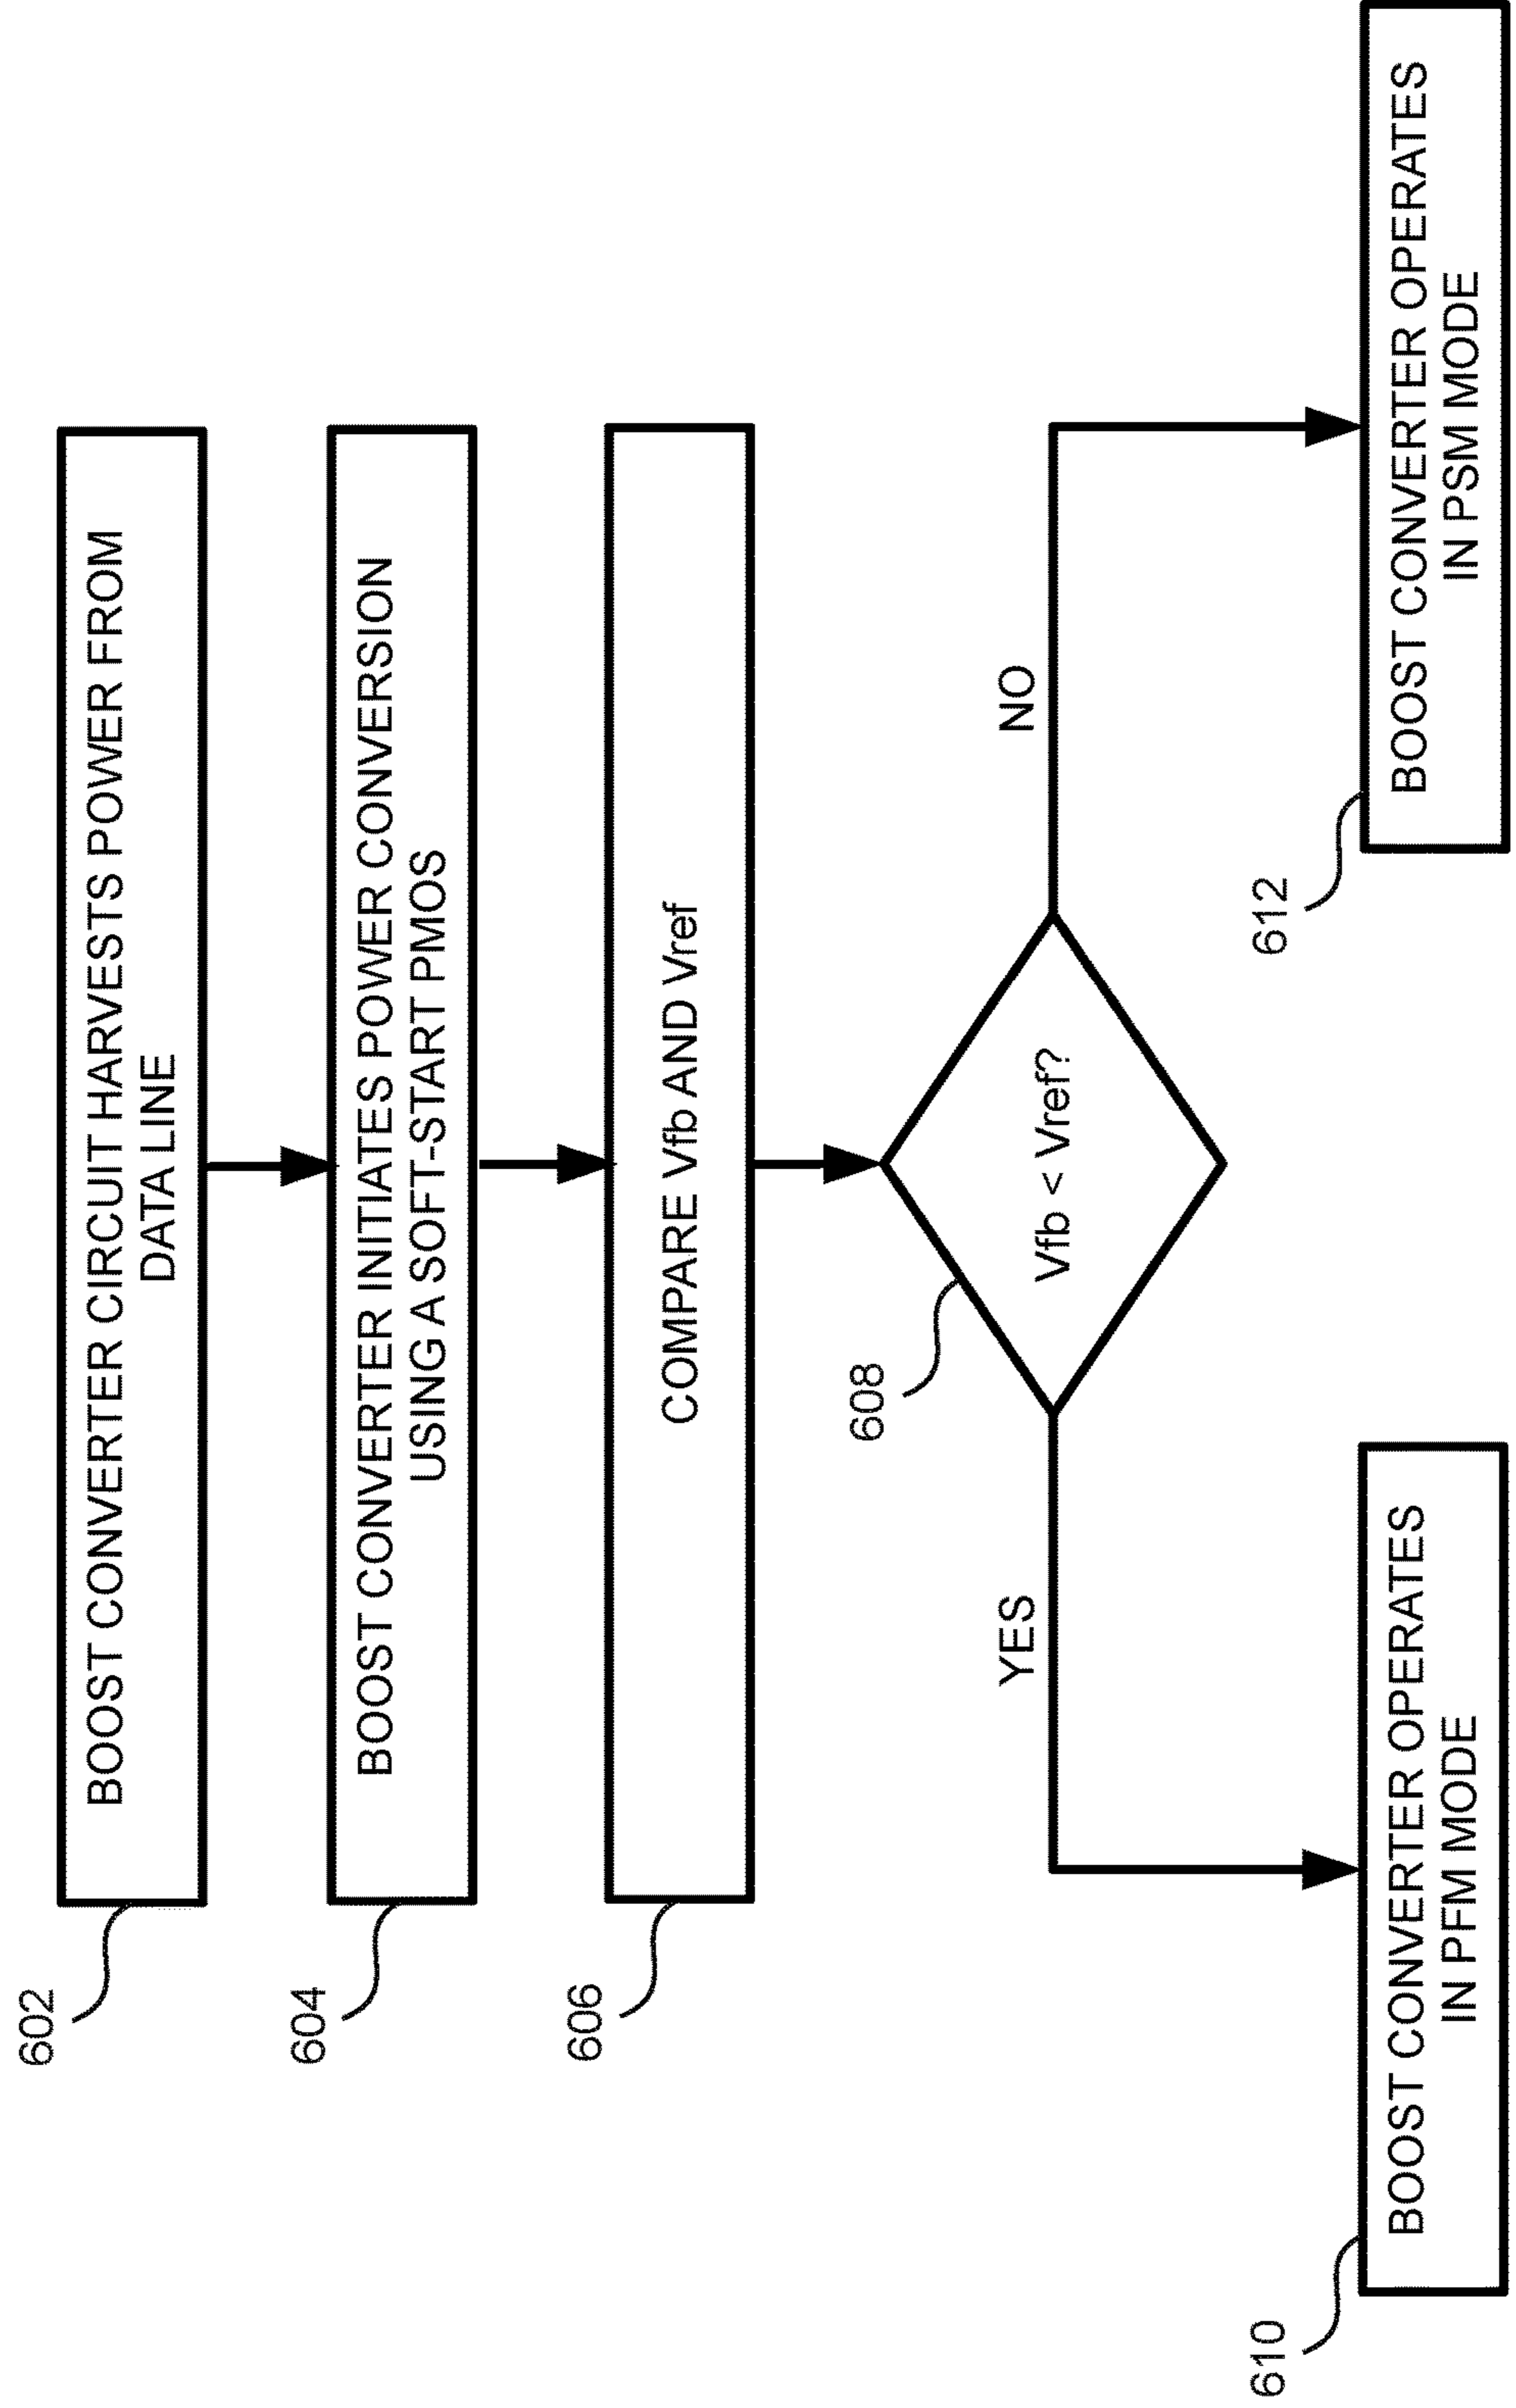 602
BOOST CONVERTER CIRCUIT HARVESTS POWER FROM
DATA LINE
604
BOOST CONVERTER INITIATES POWER CONVERSION
USING A SOFT-START PMOS
606
COMPARE Vfb AND Vref
608
Vfb < Vref?
YES
NO
610
BOOST CONVERTER OPERATES
IN PFM MODE
612
BOOST CONVERTER OPERATES
IN PSM MODE